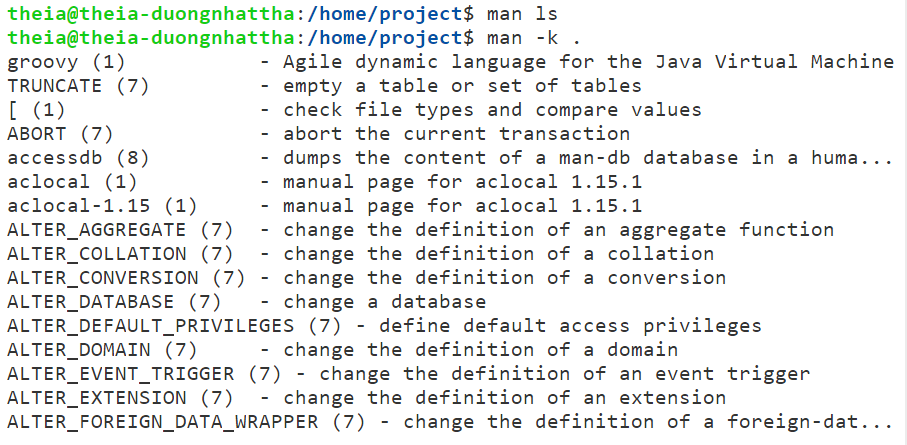 theia@theia-duongnhattha:/home/project$ man ls
theia@theia-duongnhattha:/home/project$ man -k .
groovy (1)           - Agile dynamic language for the Java Virtual Machine
TRUNCATE (7)         - empty a table or set of tables
[ (1)                - check file types and compare values
ABORT (7)            - abort the current transaction
accessdb (8)         - dumps the content of a man-db database in a huma...
aclocal (1)          - manual page for aclocal 1.15.1
aclocal-1.15 (1)     - manual page for aclocal 1.15.1
ALTER_AGGREGATE (7)  - change the definition of an aggregate function
ALTER_COLLATION (7)  - change the definition of a collation
ALTER_CONVERSION (7) - change the definition of a conversion
ALTER_DATABASE (7)   - change a database
ALTER_DEFAULT_PRIVILEGES (7) - define default access privileges
ALTER_DOMAIN (7)     - change the definition of a domain
ALTER_EVENT_TRIGGER (7) - change the definition of an event trigger
ALTER_EXTENSION (7)  - change the definition of an extension
ALTER_FOREIGN_DATA_WRAPPER (7) - change the definition of a foreign-dat...